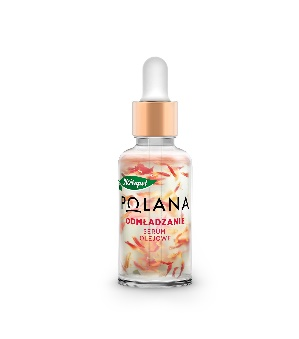 Herbapol
POLANA
ODMŁADZANIE
SERUM
OLEJOWE